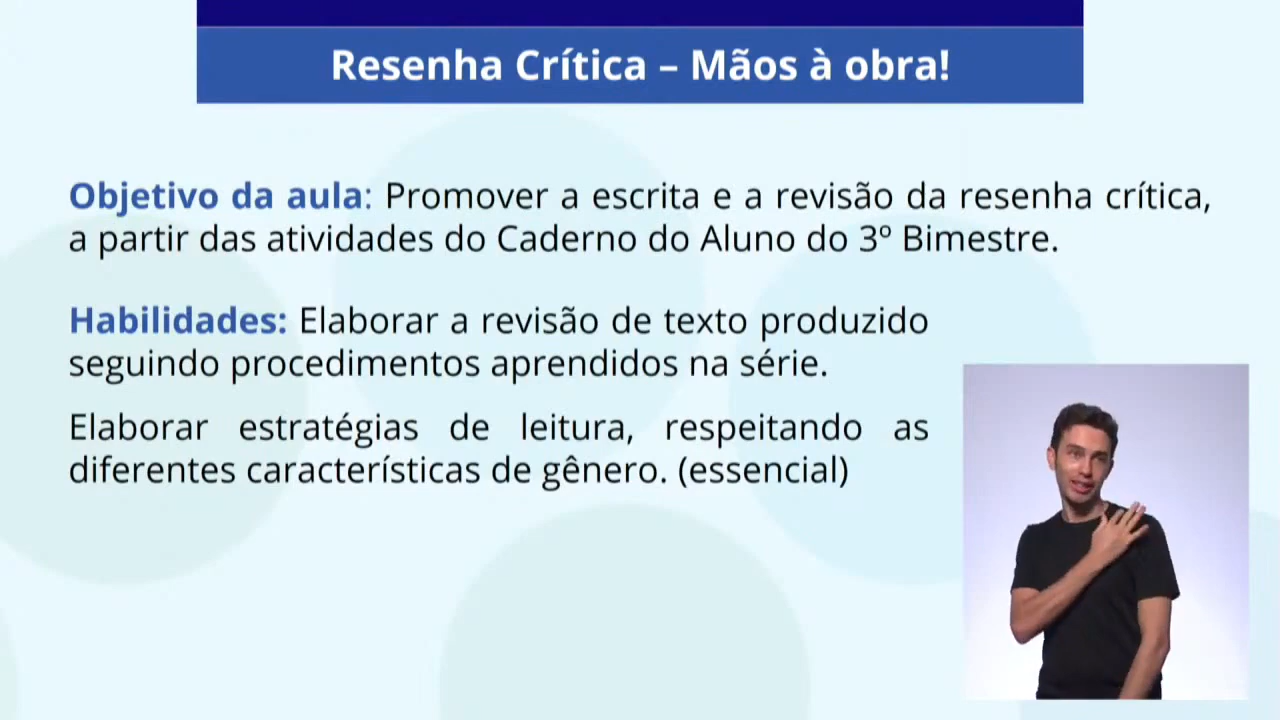 Resenha Crítica – Mãos à obra!
Objetivo da aula: Promover a escrita e a revisão da resenha crítica,
a partir das atividades do Caderno do Aluno do 3º Bimestre.
Habilidades: Elaborar a revisão de texto produzido
seguindo procedimentos aprendidos na série.
Elaborar estratégias de leitura, respeitando as
diferentes características de gênero. (essencial)